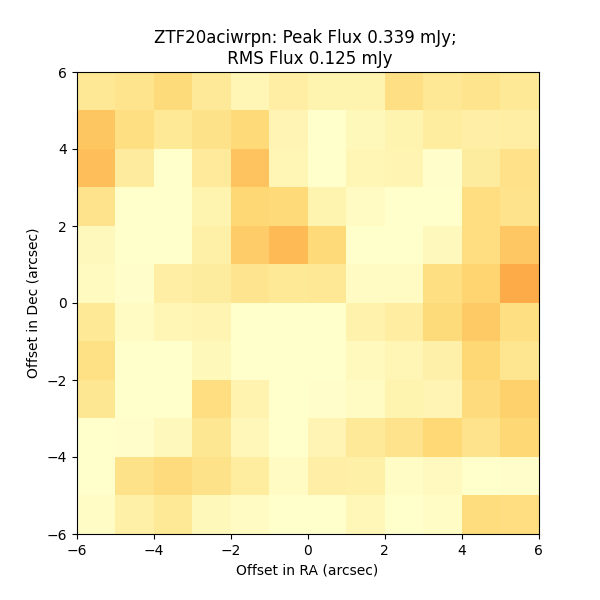 ZTF20aciwrpn: Peak Flux 0.339 mJy;
RMS Flux 0.125 mJy
6
4
2
0
−2
−4
−6
Offset in Dec (arcsec)
−6 −4 −2 0 2 4 6
Offset in RA (arcsec)